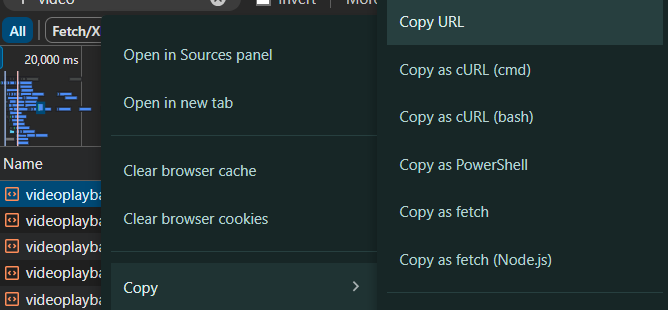 video
Invert
More
All
Fetch/X
20,000 ms
Name
videoplayba
videoplayba
videoplayba
videoplayba
videoplayba
Open in Sources panel
Open in new tab
Clear browser cache
Clear browser cookies
Copy
Copy URL
Copy as cURL (cmd)
Copy as cURL (bash)
Copy as PowerShell
Copy as fetch
Copy as fetch (Node.js)